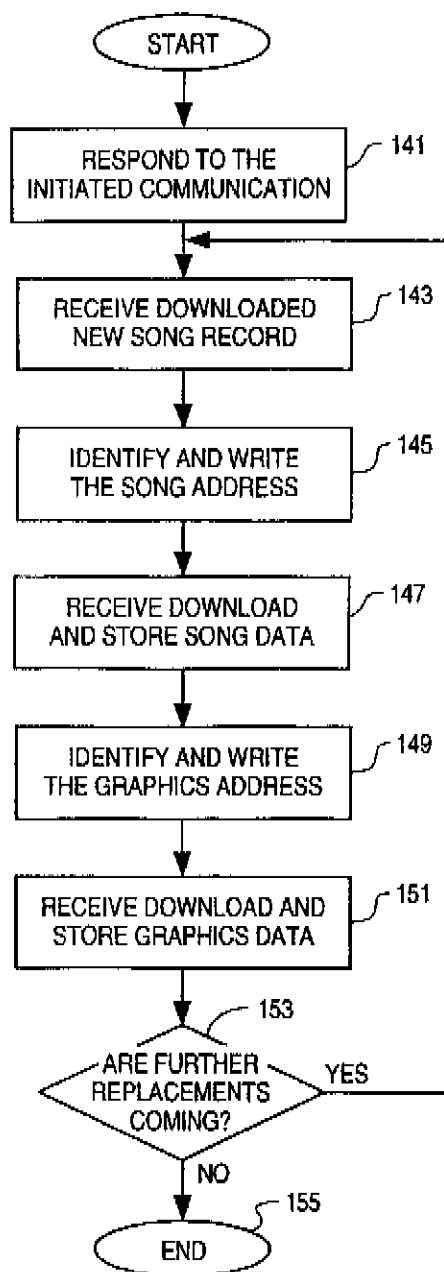 START
RESPOND TO THE
INITIATED COMMUNICATION
141
RECEIVE DOWNLOADED
NEW SONG RECORD
143
IDENTIFY AND WRITE
THE SONG ADDRESS
145
RECEIVE DOWNLOAD
AND STORE SONG DATA
147
IDENTIFY AND WRITE
THE GRAPHICS ADDRESS
149
RECEIVE DOWNLOAD AND
STORE GRAPHICS DATA
151
153
ARE FURTHER
REPLACEMENTS
COMING?
YES
NO
155
END